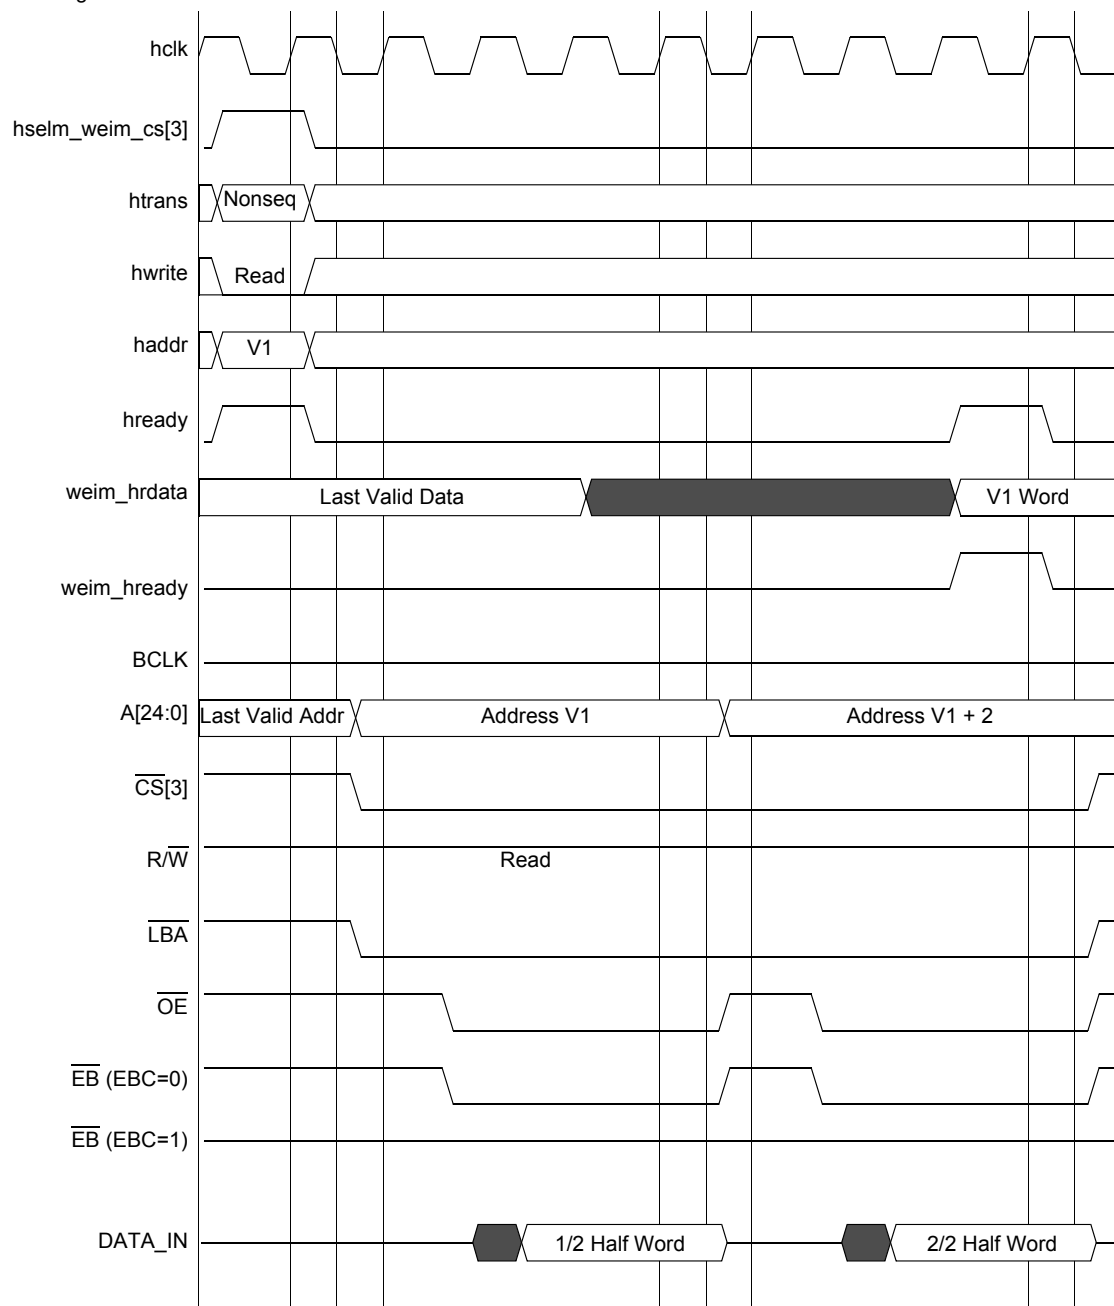 hclk
hselm_weim_cs[3]
htrans Nonseq
hwrite Read
haddr V1
hready
weim_hrdata Last Valid Data V1 Word
weim_hready
BCLK
A[24:0] Last Valid Addr Address V1 Address V1 + 2
CS[3]
R/W Read
LBA
OE
EB (EBC=0)
EB (EBC=1)
DATA_IN 1/2 Half Word 2/2 Half Word